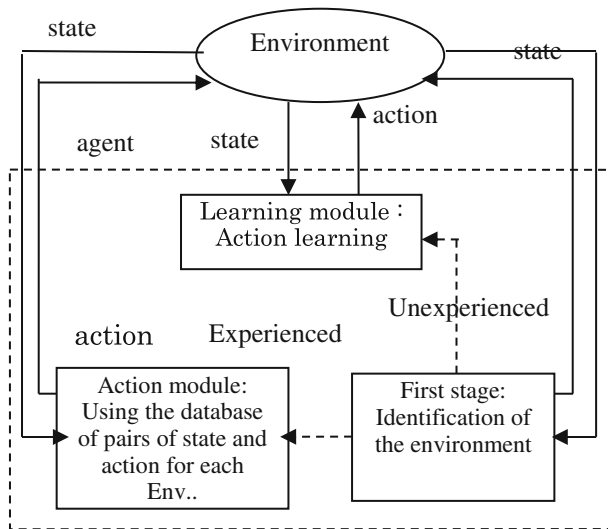 state
Environment
state
action
agent
state
Learning module :
Action learning
Unexperienced
action
Experienced
Action module:
Using the database
of pairs of state and
action for each
Env..
First stage:
Identification of
the environment